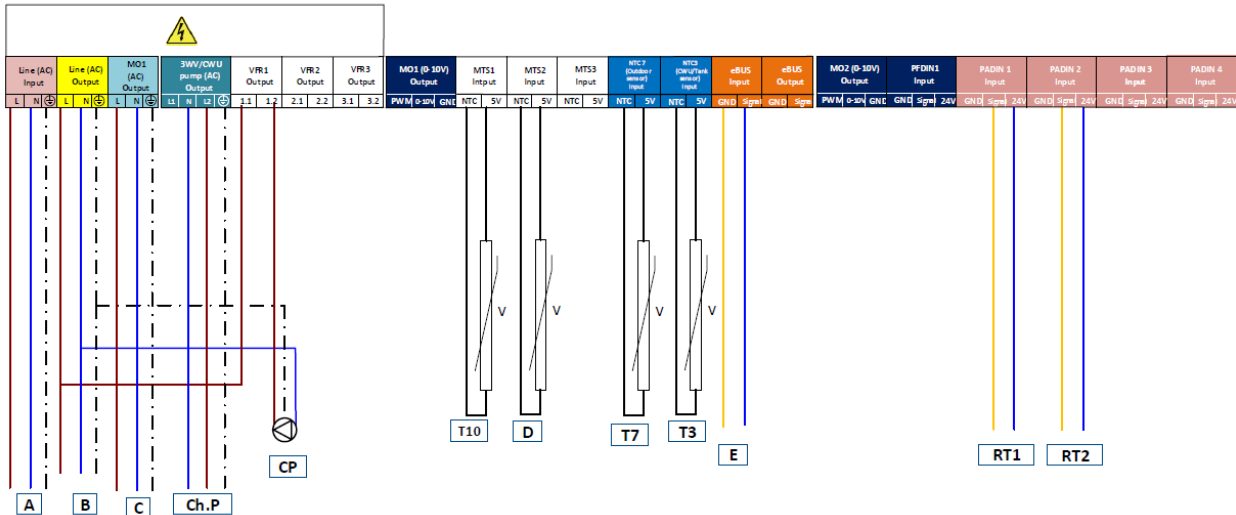 Line (AC)
Input
L N
Line (AC)
Output
L N
MO1
(AC)
Output
L N
3WV/CWU
pump (AC)
Output
L1 N L2
VFR1
Output
1.1 1.2
VFR2
Output
2.1 2.2
VFR3
Output
3.1 3.2
MO1 (0-10V)
Output
PWM 0-10V GND
MTS1
Intput
NTC 5V
MTS2
Input
NTC 5V
MTS3
Input
NTC 5V
NTC7
(Outdoor
sensor)
Input
NTC 5V
NTC3
(CWU/Tank
sensor)
Input
NTC 5V
eBUS
Input
GND Signal
eBUS
Output
GND Signal
MO2 (0-10V)
Output
PWM 0-10V GND
PFDIN1
Input
GND Signal 24V
PADIN 1
Input
GND Signal 24V
PADIN 2
Input
GND Signal 24V
PADIN 3
Input
GND Signal 24V
PADIN 4
Input
GND Signal 24V
V
V
V
V
T10
D
T7
T3
E
RT1
RT2
CP
A
B
C
Ch.P